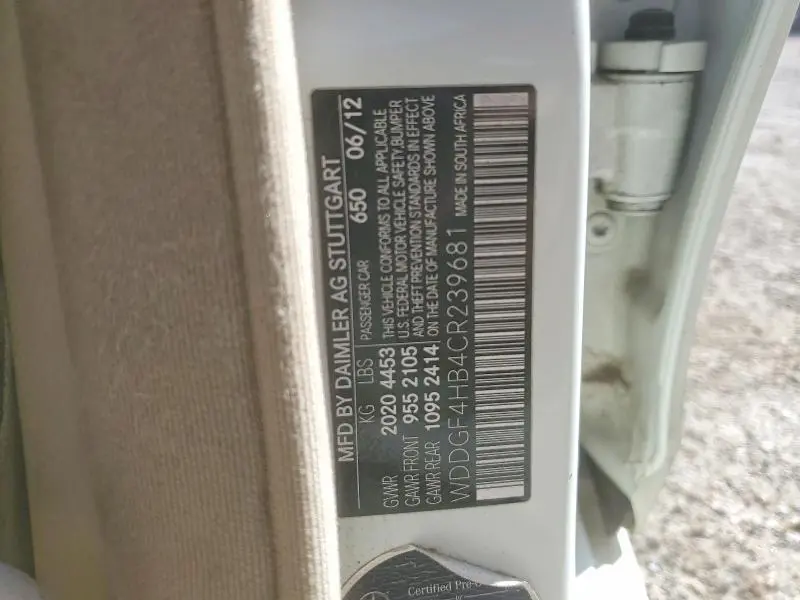 MFD BY DAIMLER AG STUTTGART
KG LBS PASSENGER CAR 650 06/12
GVWR 2020 4453 THIS VEHICLE CONFORMS TO ALL APPLICABLE
GAWR FRONT 955 2105 U.S. FEDERAL MOTOR VEHICLE SAFETY,BUMPER
AND THEFT PREVENTION STANDARDS IN EFFECT
GAWR REAR 1095 2414 ON THE DATE OF MANUFACTURE SHOWN ABOVE
WDDGF4HB4CR239681 MADE IN SOUTH AFRICA
Certified